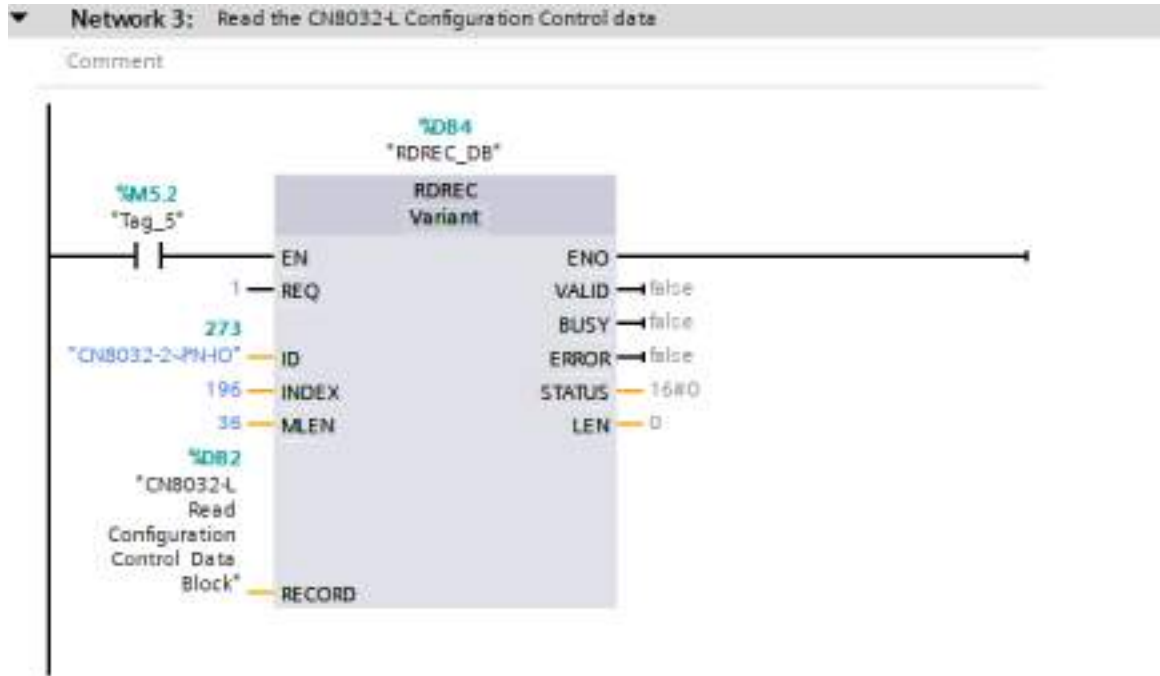 Network 3: Read the CN8032-L Configuration Control data
Comment
%DB4
"RDREC_DB"
RDREC
Variant
%M5.2
"Tag_5"
EN
ENO
1
REQ
VALID
false
BUSY
false
273
"CN8032-2-PN-IO"
ID
ERROR
false
196
INDEX
STATUS
16#0
36
MLEN
LEN
0
%DB2
"CN8032-L
Read
Configuration
Control Data
Block"
RECORD